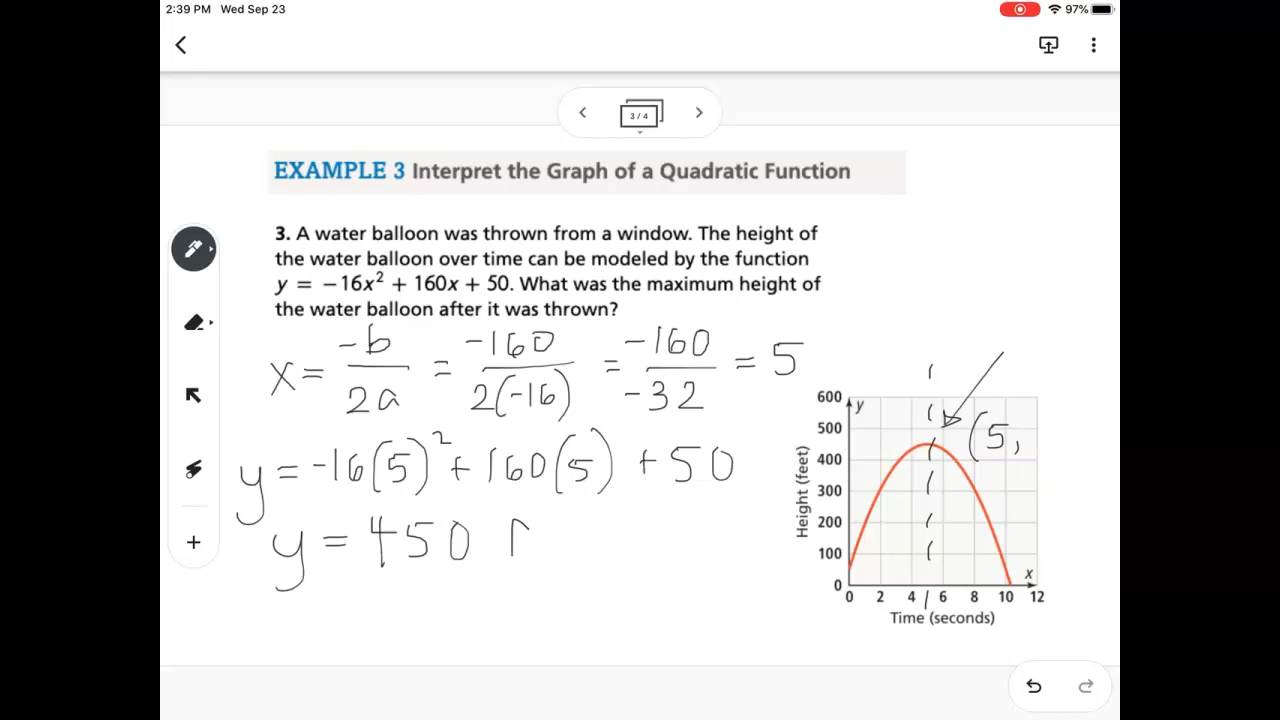 2:39 PM Wed Sep 23
97%
3 / 4
EXAMPLE 3 Interpret the Graph of a Quadratic Function
3. A water balloon was thrown from a window. The height of
the water balloon over time can be modeled by the function
y = −16x² + 160x + 50. What was the maximum height of
the water balloon after it was thrown?
x = -b/2a = -160/2(-16) = -160/-32 = 5
y = -16(5)² + 160(5) + 50
y = 450
(5,
y
600
500
400
300
200
100
0
Height (feet)
x
0 2 4 6 8 10 12
Time (seconds)